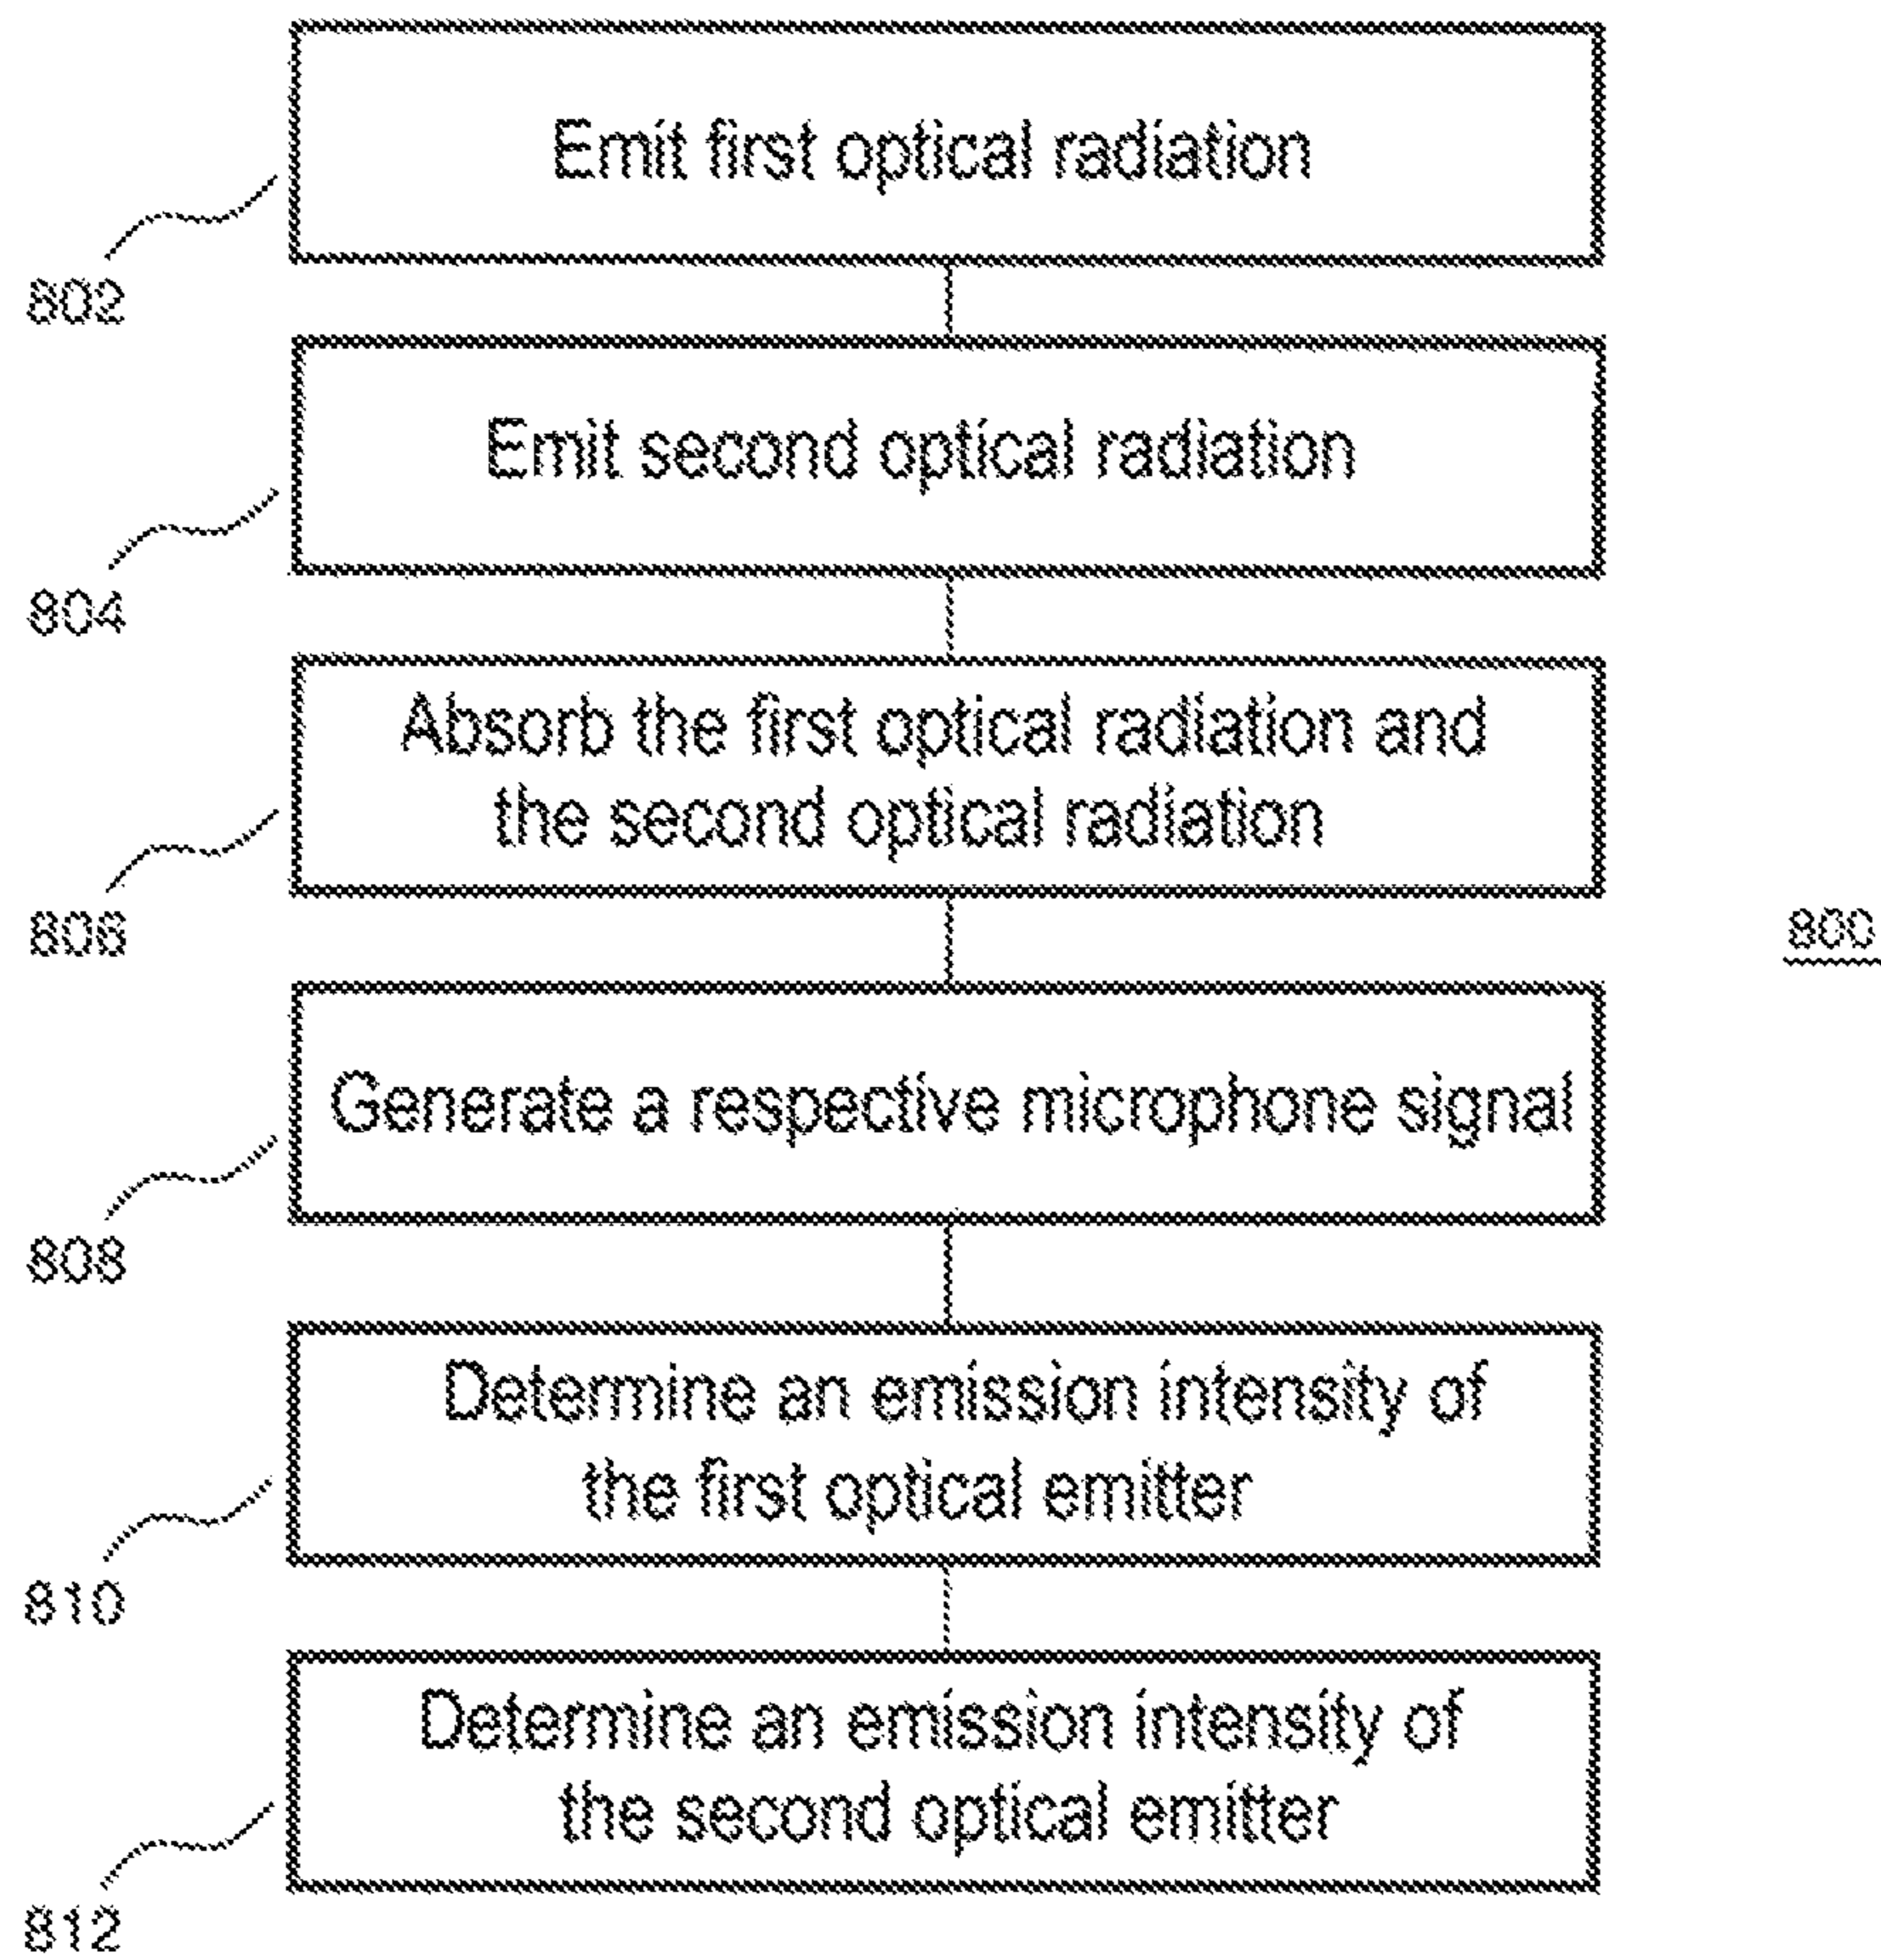 Emit first optical radiation
802
Emit second optical radiation
804
Absorb the first optical radiation and
the second optical radiation
806
800
Generate a respective microphone signal
808
Determine an emission intensity of
the first optical emitter
810
Determine an emission intensity of
the second optical emitter
812